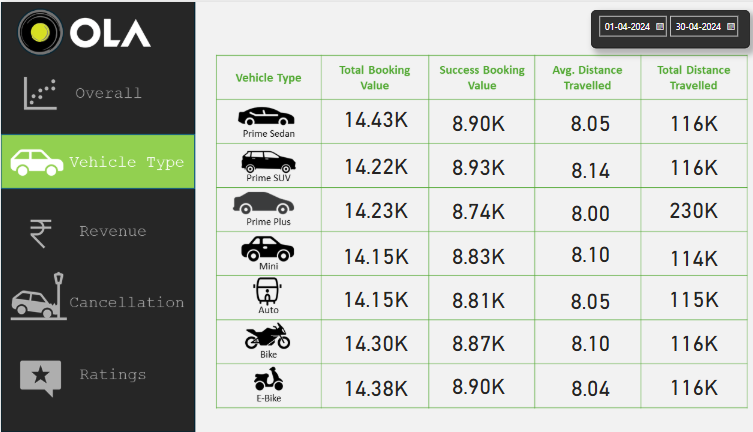 OLA
01-04-2024 30-04-2024
Overall
Vehicle Type
Revenue
Cancellation
Ratings
Vehicle Type Total Booking Value Success Booking Value Avg. Distance Travelled Total Distance Travelled
Prime Sedan 14.43K 8.90K 8.05 116K
Prime SUV 14.22K 8.93K 8.14 116K
Prime Plus 14.23K 8.74K 8.00 230K
Mini 14.15K 8.83K 8.10 114K
Auto 14.15K 8.81K 8.05 115K
Bike 14.30K 8.87K 8.10 116K
E-Bike 14.38K 8.90K 8.04 116K